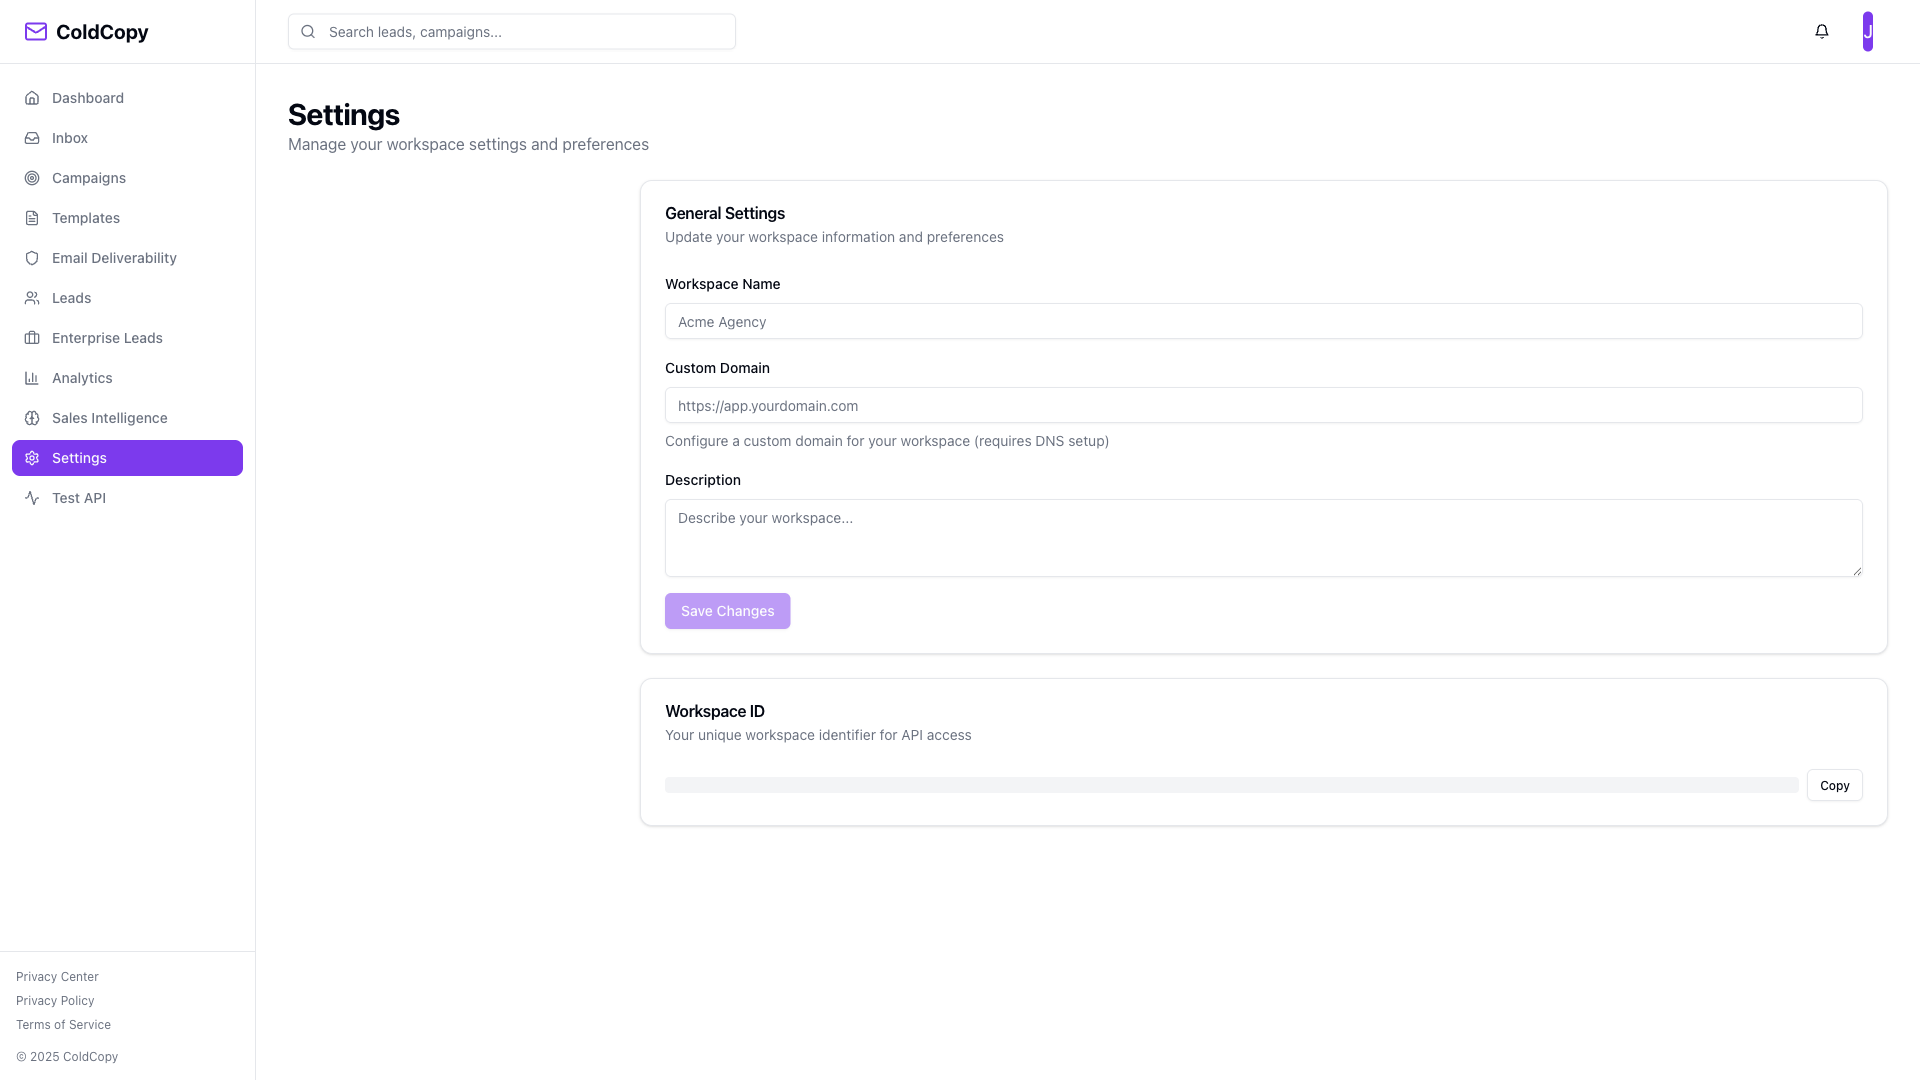 ColdCopy
Search leads, campaigns...
J
Dashboard
Inbox
Campaigns
Templates
Email Deliverability
Leads
Enterprise Leads
Analytics
Sales Intelligence
Settings
Test API
Settings
Manage your workspace settings and preferences
General Settings
Update your workspace information and preferences
Workspace Name
Acme Agency
Custom Domain
https://app.yourdomain.com
Configure a custom domain for your workspace (requires DNS setup)
Description
Describe your workspace...
Save Changes
Workspace ID
Your unique workspace identifier for API access
Copy
Privacy Center
Privacy Policy
Terms of Service
© 2025 ColdCopy